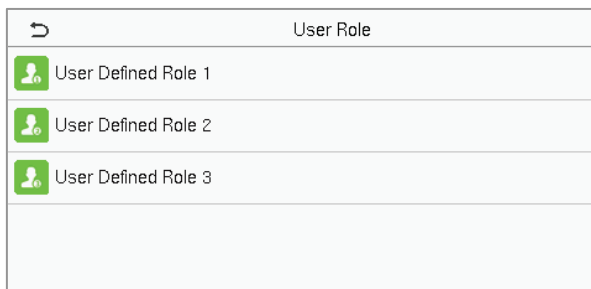 User Role
User Defined Role 1
User Defined Role 2
User Defined Role 3